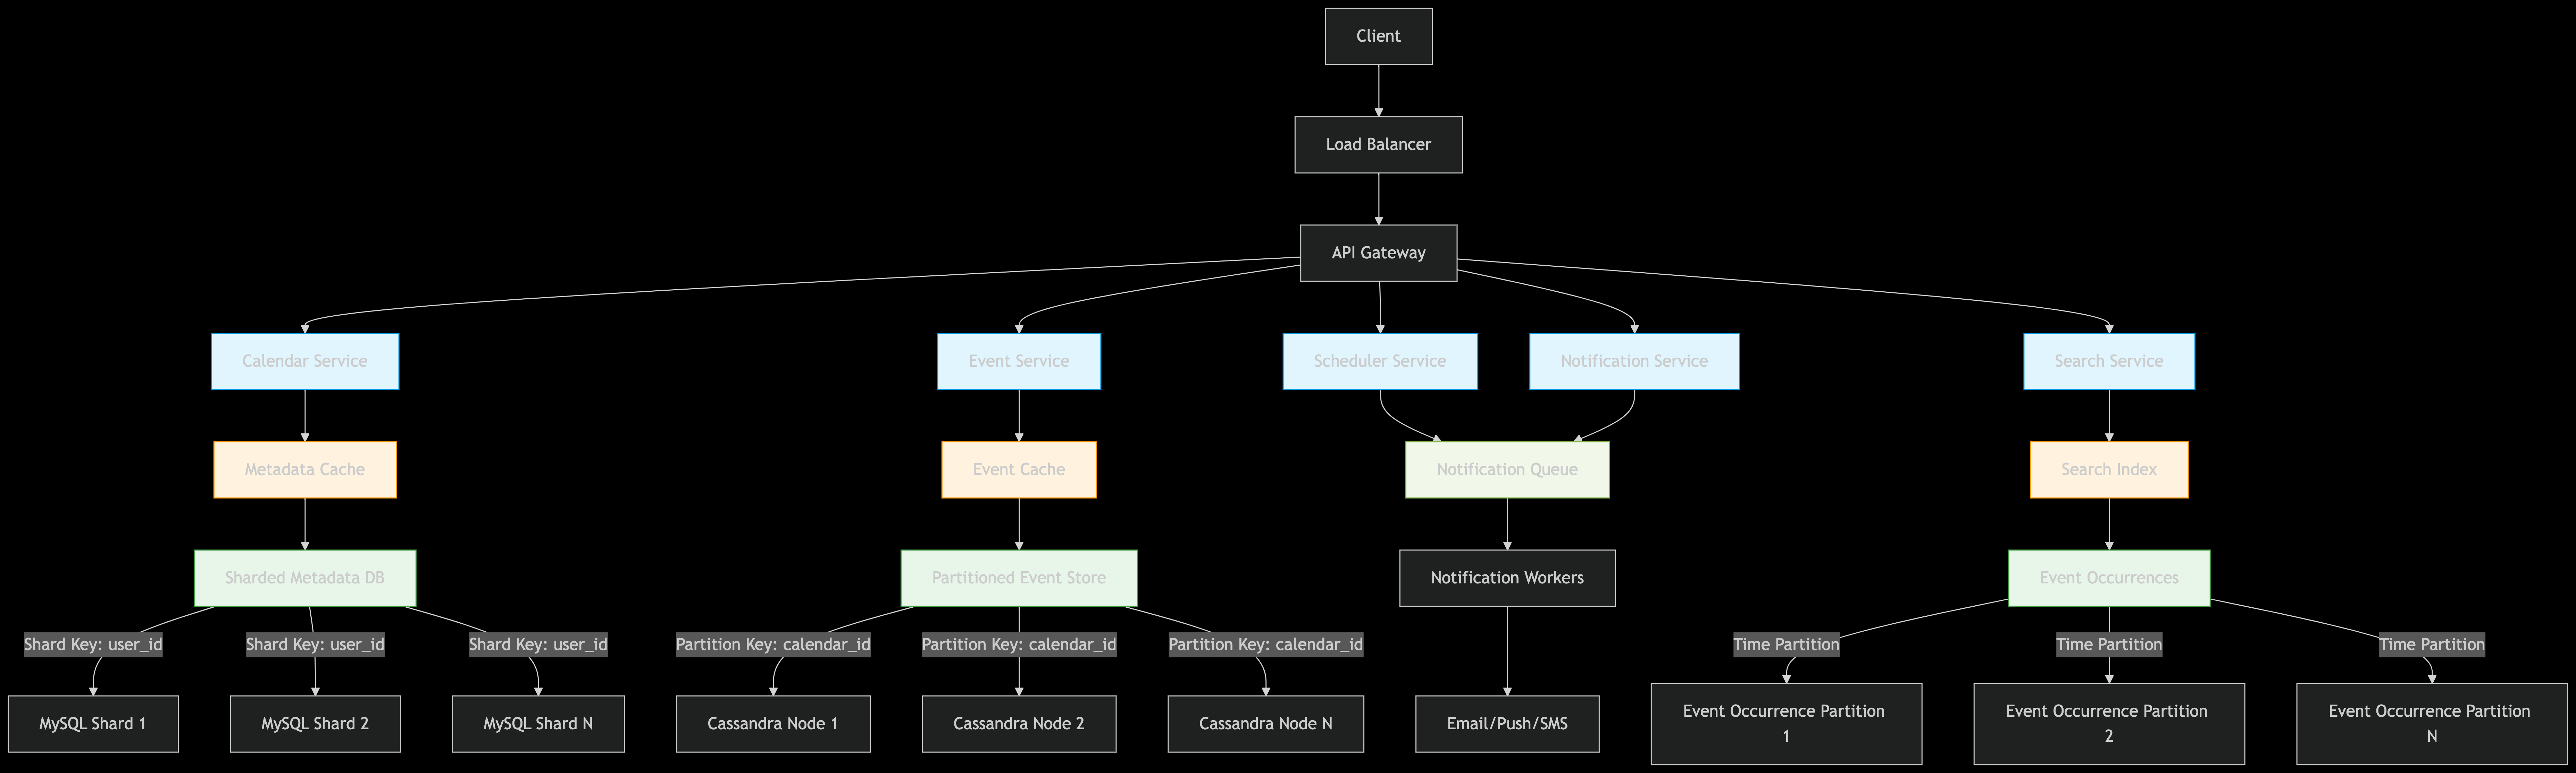 Client
Load Balancer
API Gateway
Calendar Service
Event Service
Scheduler Service
Notification Service
Search Service
Metadata Cache
Event Cache
Notification Queue
Search Index
Sharded Metadata DB
Partitioned Event Store
Notification Workers
Event Occurrences
Shard Key: user_id
Shard Key: user_id
Shard Key: user_id
Partition Key: calendar_id
Partition Key: calendar_id
Partition Key: calendar_id
Time Partition
Time Partition
Time Partition
MySQL Shard 1
MySQL Shard 2
MySQL Shard N
Cassandra Node 1
Cassandra Node 2
Cassandra Node N
Email/Push/SMS
Event Occurrence Partition
1
Event Occurrence Partition
2
Event Occurrence Partition
N